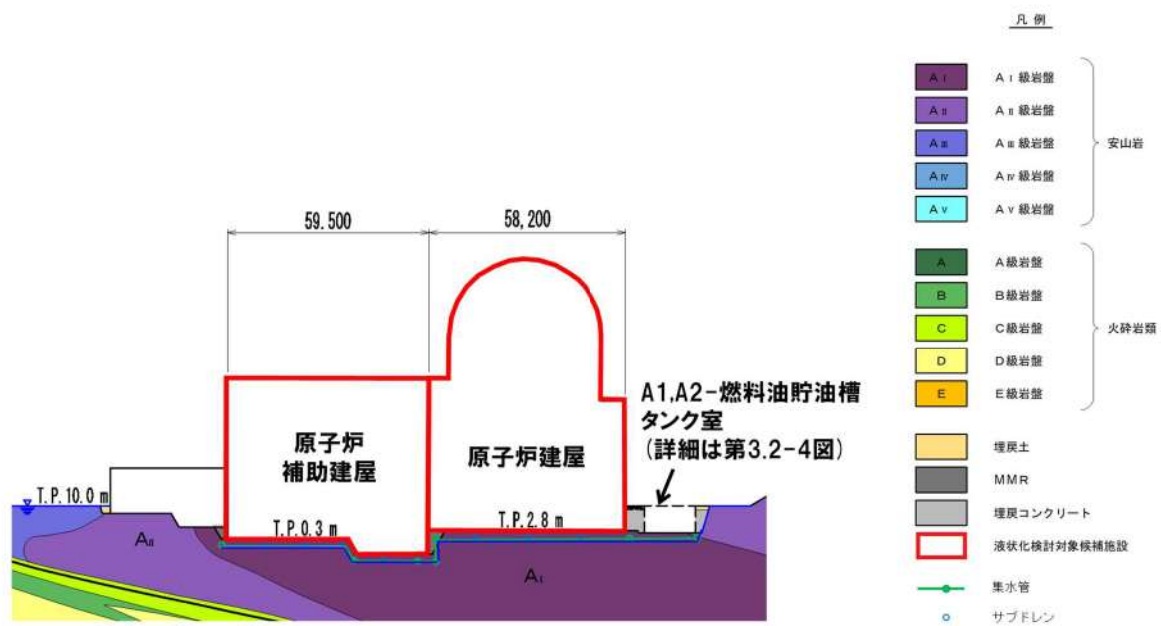 凡 例
AⅠ AⅠ級岩盤
AⅡ AⅡ級岩盤
AⅢ AⅢ級岩盤
AⅣ AⅣ級岩盤
AⅤ AⅤ級岩盤
安山岩
A A級岩盤
B B級岩盤
C C級岩盤
D D級岩盤
E E級岩盤
火砕岩類
埋戻土
MMR
埋戻コンクリート
液状化検討対象候補施設
集水管
サブドレン
59.500
58,200
A1,A2-燃料油貯油槽
タンク室
(詳細は第3.2-4図)
原子炉
補助建屋
原子炉建屋
T.P.10.0 m
T.P.0.3 m
T.P.2.8 m
AⅡ
AⅠ